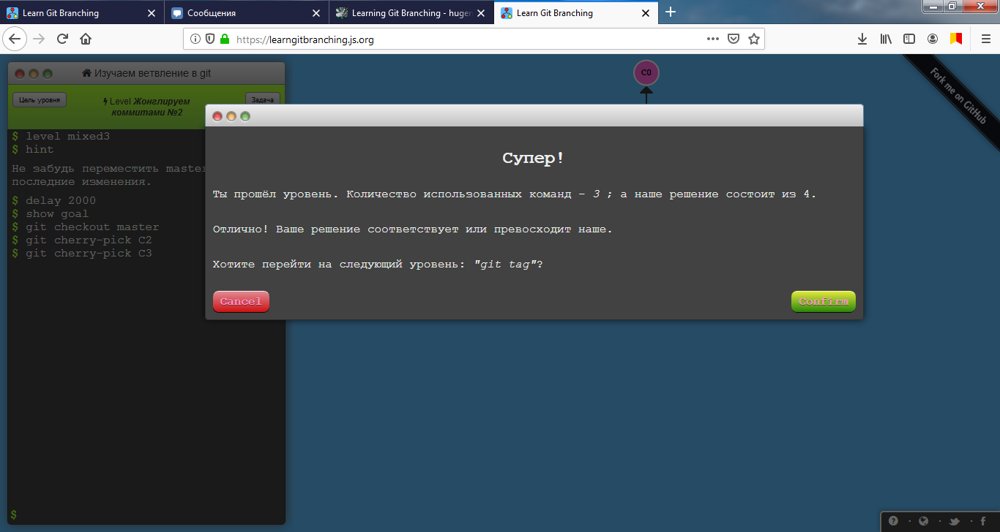 Learn Git Branching
Сообщения
Learning Git Branching - huger
Learn Git Branching
https://learngitbranching.js.org
Изучаем ветвление в git
Цель уровня
Level Жонглируем
коммитами №2
Задача
$ level mixed3
$ hint
Не забудь переместить master
последние изменения.
$ delay 2000
$ show goal
$ git checkout master
$ git cherry-pick C2
$ git cherry-pick C3
$
C0
Fork me on GitHub
Супер!
Ты прошёл уровень. Количество использованных команд - 3 ; а наше решение состоит из 4.
Отлично! Ваше решение соответствует или превосходит наше.
Хотите перейти на следующий уровень: "git tag"?
Cancel
Confirm